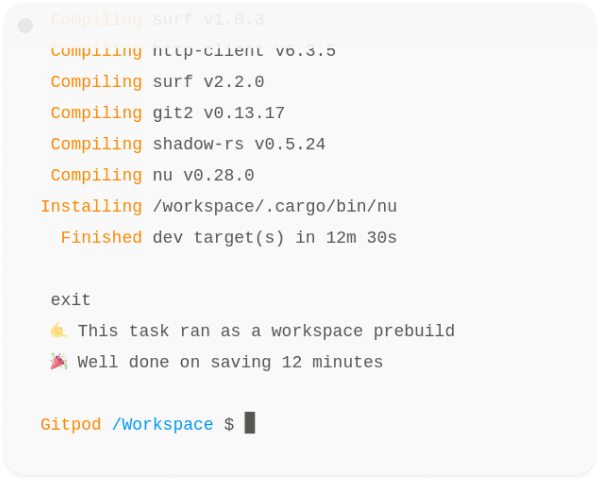 Compiling surf v1.0.3
Compiling http-client v6.3.5
Compiling surf v2.2.0
Compiling git2 v0.13.17
Compiling shadow-rs v0.5.24
Compiling nu v0.28.0
Installing /workspace/.cargo/bin/nu
Finished dev target(s) in 12m 30s
exit
🤙 This task ran as a workspace prebuild
🎉 Well done on saving 12 minutes
Gitpod /Workspace $